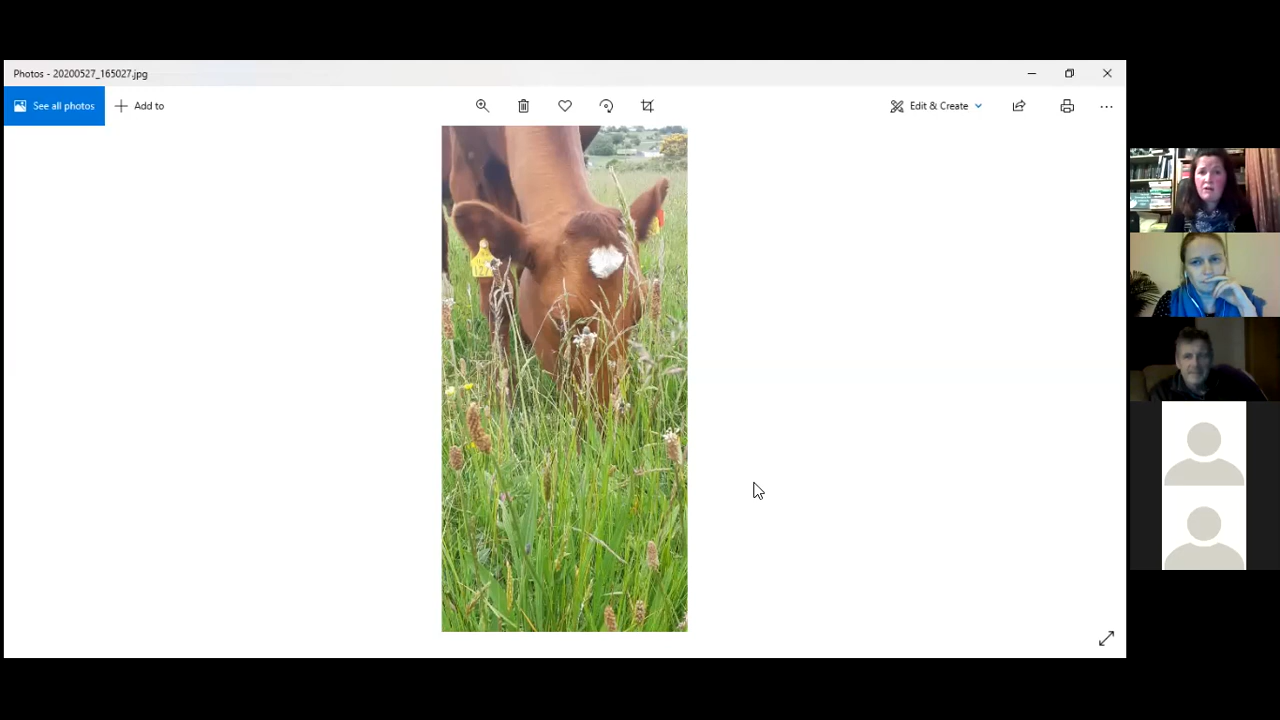 Photos - 20200527_165027.jpg
See all photos
Add to
Edit & Create